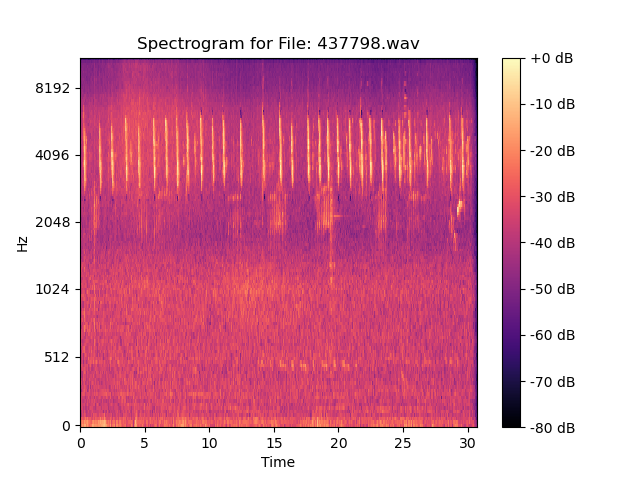 Spectrogram for File: 437798.wav
8192
4096
2048
1024
512
0
Hz
0 5 10 15 20 25 30
Time
+0 dB
-10 dB
-20 dB
-30 dB
-40 dB
-50 dB
-60 dB
-70 dB
-80 dB